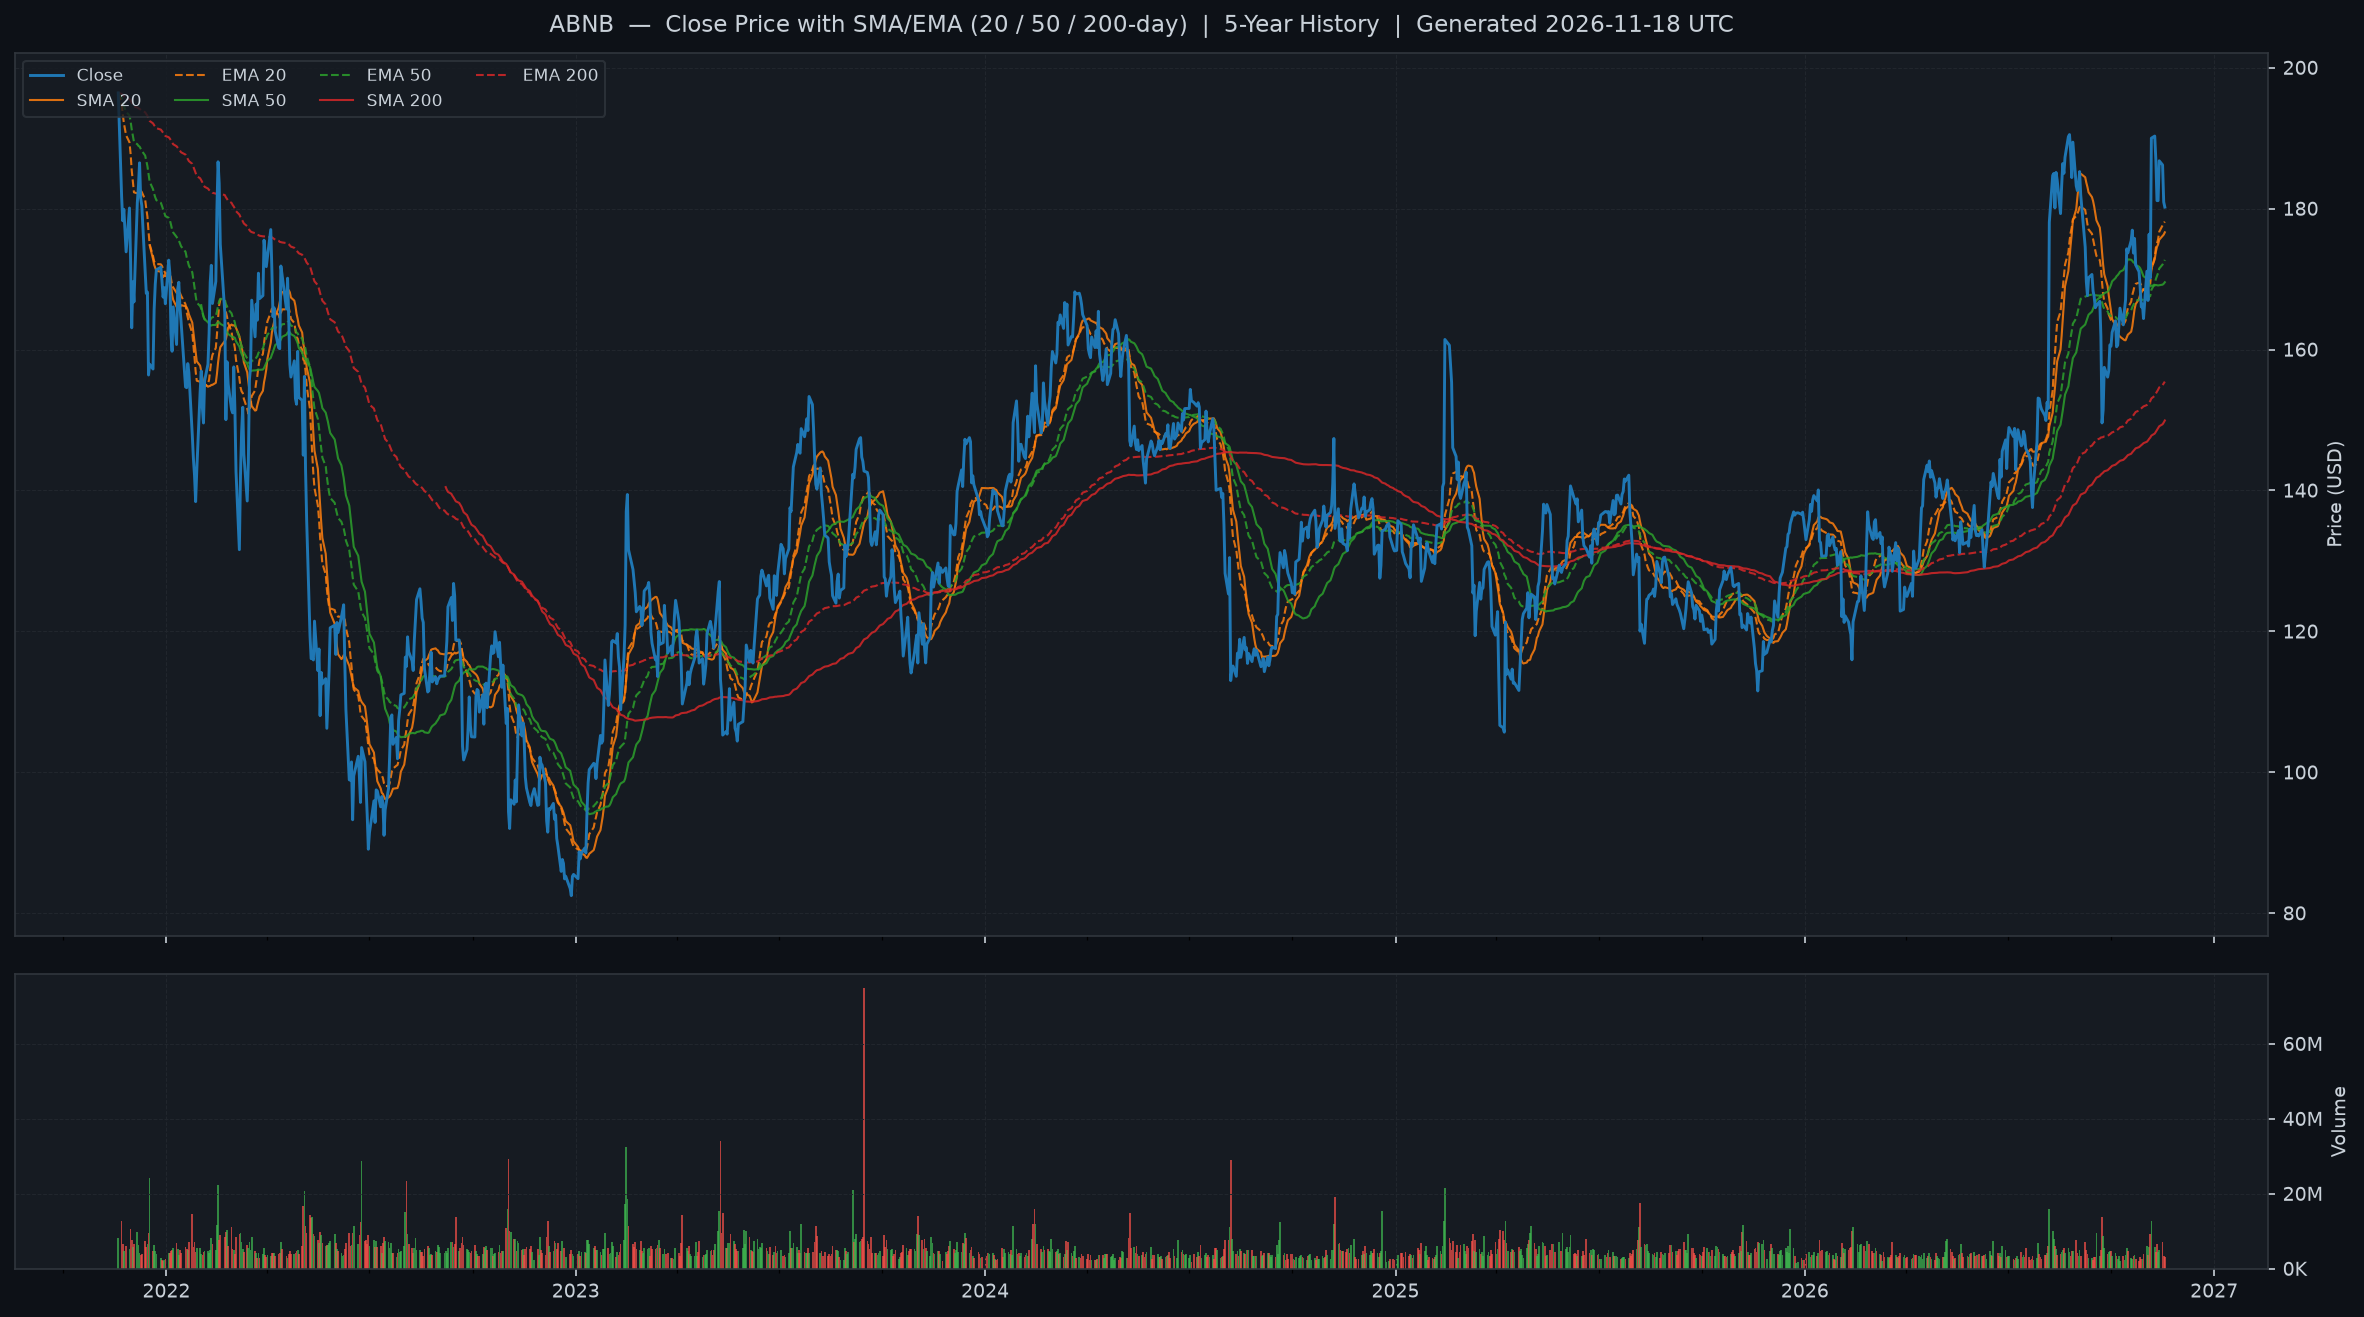 ABNB — Close Price with SMA/EMA (20 / 50 / 200-day) | 5-Year History | Generated 2026-11-18 UTC
Close EMA 20 EMA 50 EMA 200
SMA 20 SMA 50 SMA 200
200
180
160
140
120
100
80
Price (USD)
60M
40M
20M
0K
Volume
2022 2023 2024 2025 2026 2027